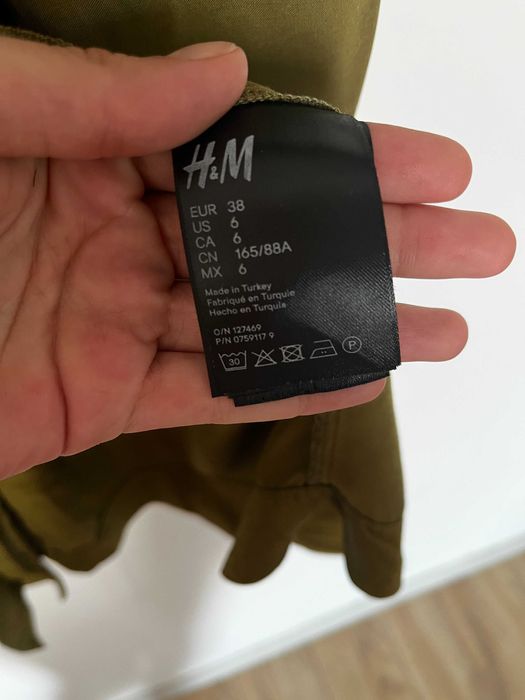 H&M
EUR 38
US 6
CA 6
CN 165/88A
MX 6
Made in Turkey
Fabriqué en Turquie
Hecho en Turquia
O/N 127469
P/N 0759117 9
30
P